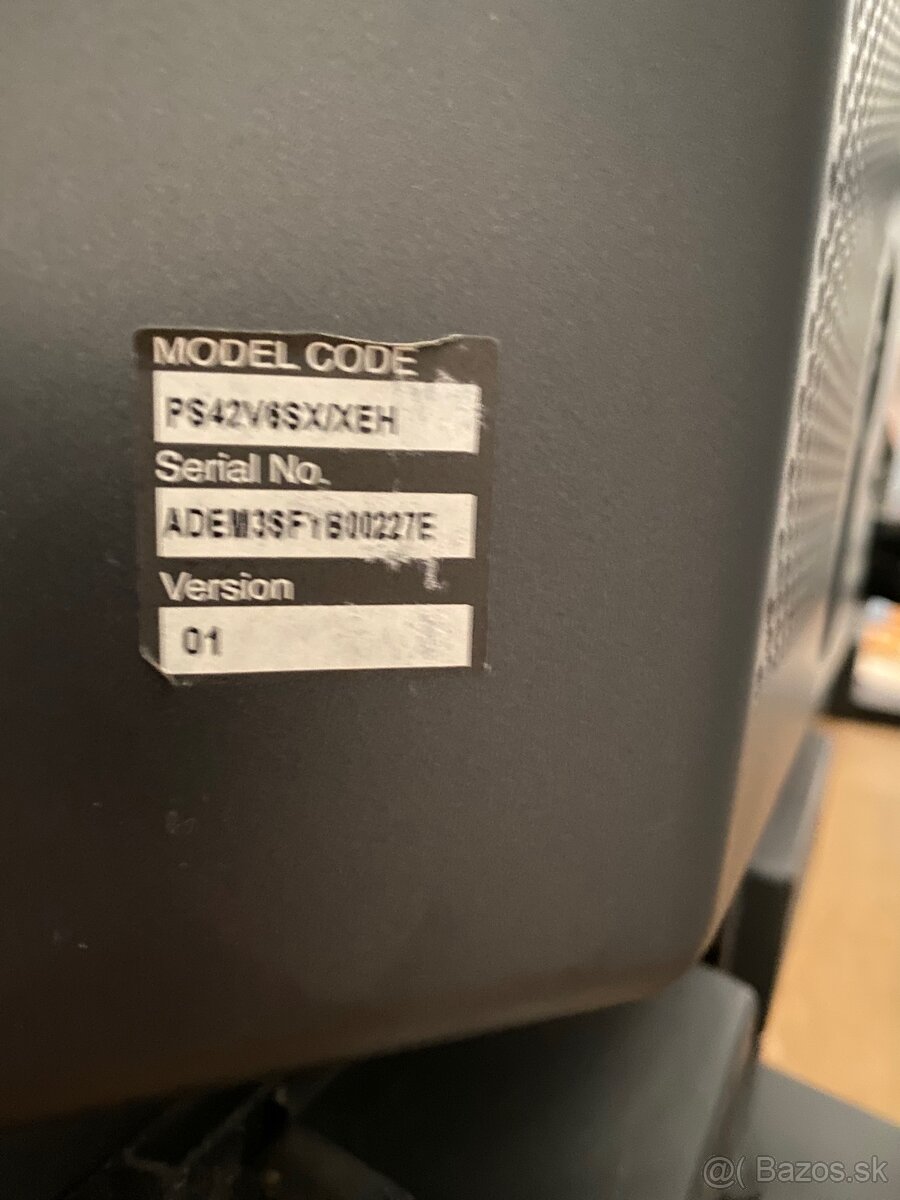 MODEL CODE
PS42V6SX/XEH
Serial No.
ADEM3SF1B00227E
Version
01
@( Bazos.sk